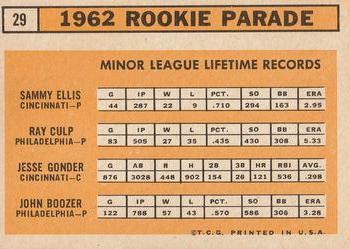 29 1962 ROOKIE PARADE
MINOR LEAGUE LIFETIME RECORDS
SAMMY ELLIS
CINCINNATI—P
G IP W L PCT. SO BB ERA
44 287 22 9 .710 294 163 2.95
RAY CULP
PHILADELPHIA—P
G IP W L PCT. SO BB ERA
83 505 27 35 .435 430 308 5.33
JESSE GONDER
CINCINNATI—C
G AB R H 2B 3B HR RBI AVG.
876 3028 448 902 154 26 121 536 .298
JOHN BOOZER
PHILADELPHIA—P
G IP W L PCT. SO BB ERA
122 788 57 43 .570 586 308 3.28
©T.C.G. PRINTED IN U.S.A.